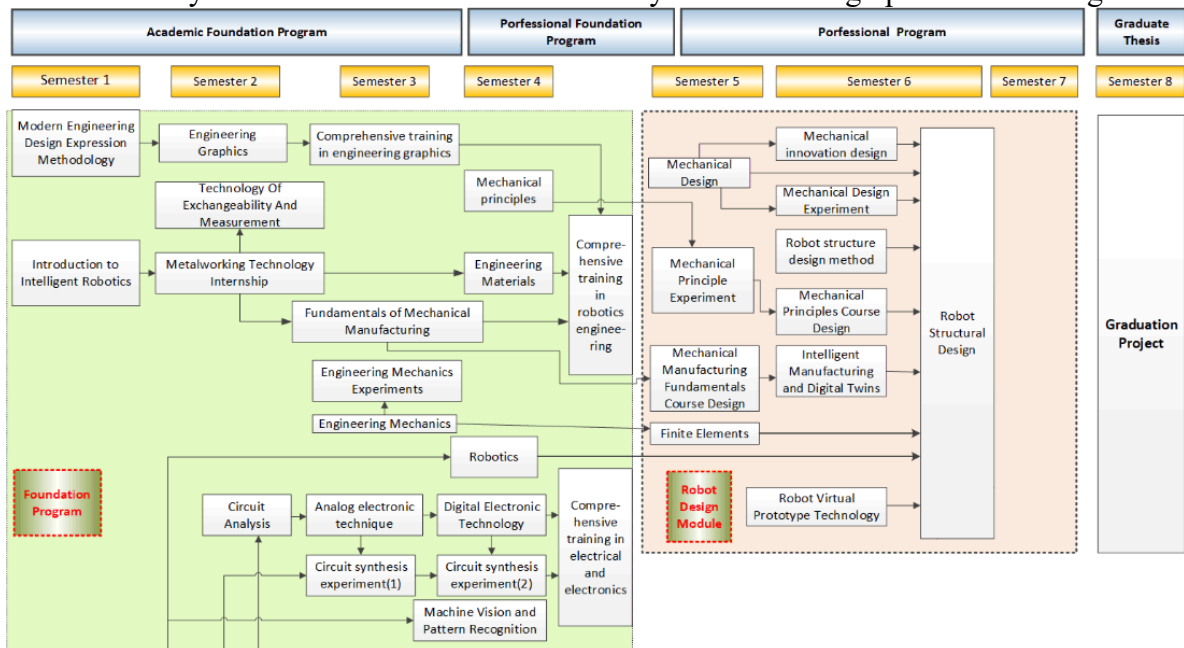 Academic Foundation Program
Porfessional Foundation
Program
Porfessional Program
Graduate
Thesis
Semester 1
Semester 2
Semester 3
Semester 4
Semester 5
Semester 6
Semester 7
Semester 8
Modern Engineering
Design Expression
Methodology
Engineering
Graphics
Comprehensive training
in engineering graphics
Technology Of
Exchangeability And
Measurement
Mechanical
principles
Introduction to
Intelligent Robotics
Metalworking Technology
Internship
Engineering
Materials
Fundamentals of Mechanical
Manufacturing
Compre-
hensive
training
in
robotics
enginee-
ring
Engineering Mechanics
Experiments
Engineering Mechanics
Robotics
Foundation
Program
Circuit
Analysis
Analog electronic
technique
Digital Electronic
Technology
Circuit synthesis
experiment(1)
Circuit synthesis
experiment(2)
Machine Vision and
Pattern Recognition
Compre-
hensive
training in
electrical
and
electronics
Mechanical
Design
Mechanical
innovation design
Mechanical Design
Experiment
Robot structure
design method
Mechanical
Principle
Experiment
Mechanical
Principles Course
Design
Mechanical
Manufacturing
Fundamentals
Course Design
Intelligent
Manufacturing
and Digital Twins
Finite Elements
Robot
Design
Module
Robot Virtual
Prototype Technology
Robot
Structural
Design
Graduation
Project